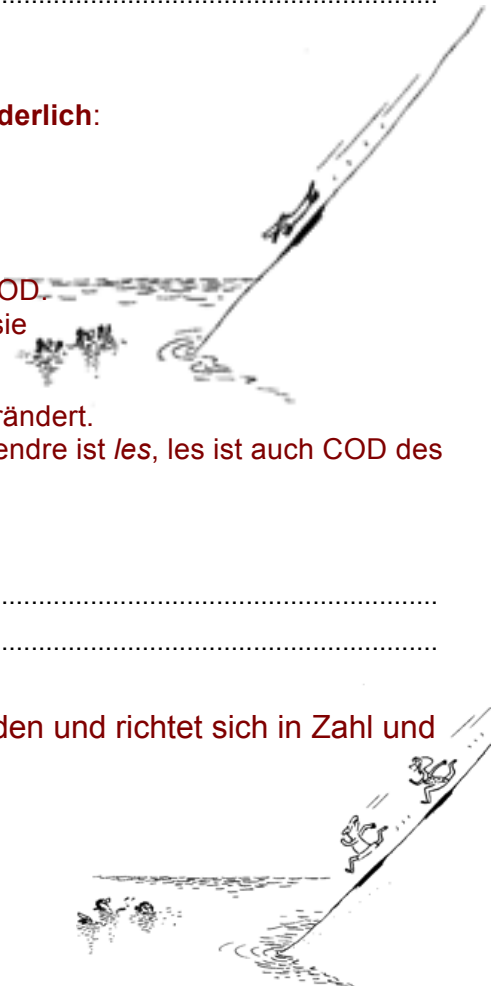 derlich:
OD.
sie
rändert.
endre ist les, les ist auch COD des
den und richtet sich in Zahl und